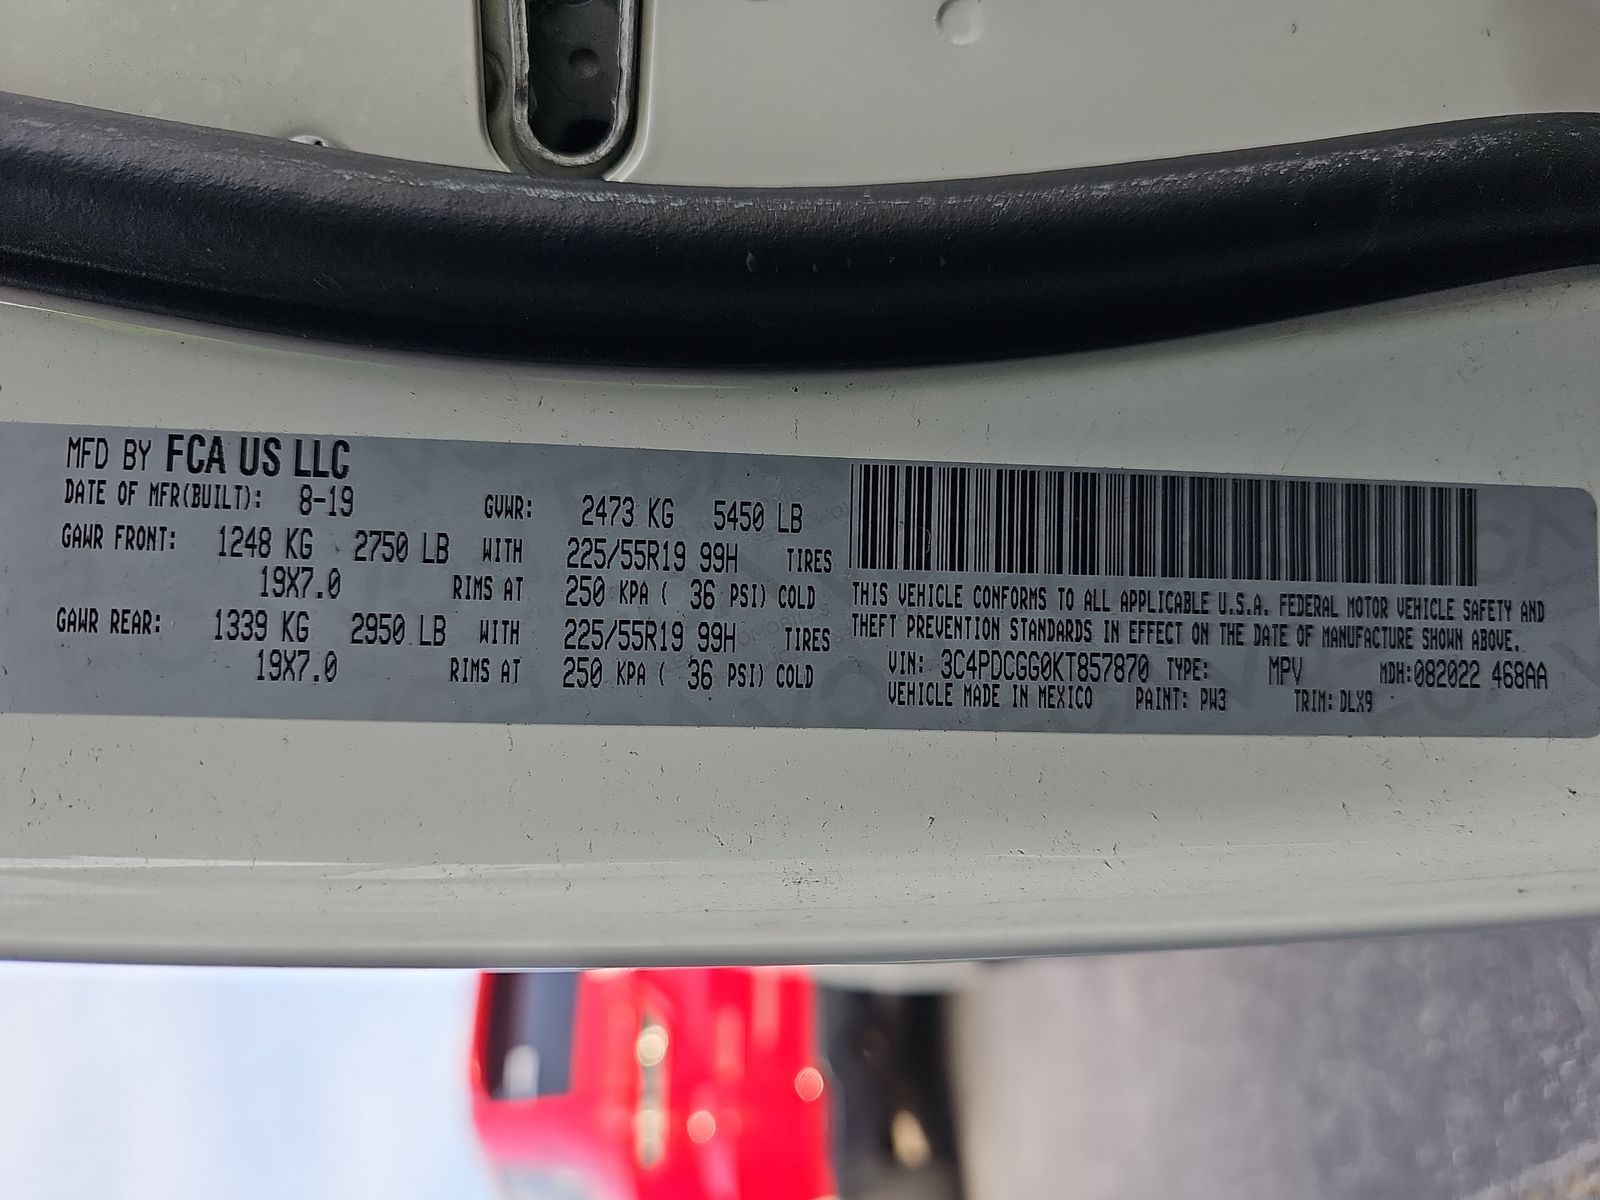 MFD BY FCA US LLC
DATE OF MFR(BUILT): 8-19 GVWR: 2473 KG 5450 LB
GAWR FRONT: 1248 KG 2750 LB WITH 225/55R19 99H TIRES
19X7.0 RIMS AT 250 KPA ( 36 PSI) COLD
GAWR REAR: 1339 KG 2950 LB WITH 225/55R19 99H TIRES
19X7.0 RIMS AT 250 KPA ( 36 PSI) COLD
THIS VEHICLE CONFORMS TO ALL APPLICABLE U.S.A. FEDERAL MOTOR VEHICLE SAFETY AND
THEFT PREVENTION STANDARDS IN EFFECT ON THE DATE OF MANUFACTURE SHOWN ABOVE.
VIN: 3C4PDCGG0KT857870 TYPE: MPV MDH:082022 468AA
VEHICLE MADE IN MEXICO PAINT: PW3 TRIM: DLX9